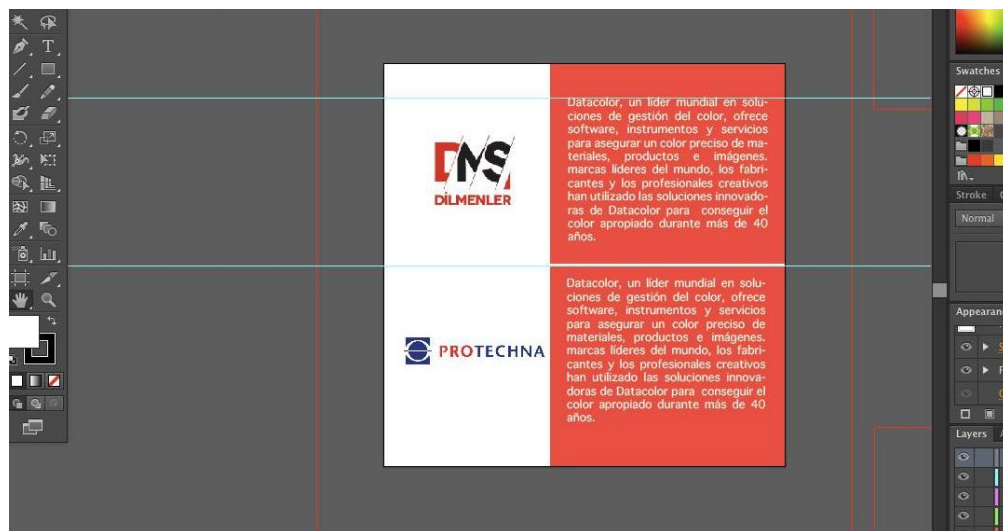 Swatches
Stroke
Normal
Datacolor, un líder mundial en solu-
ciones de gestión del color, ofrece
software, instrumentos y servicios
para asegurar un color preciso de ma-
teriales, productos e imágenes.
marcas líderes del mundo, los fabri-
cantes y los profesionales creativos
han utilizado las soluciones innovado-
ras de Datacolor para conseguir el
color apropiado durante más de 40
años.
DMS
DİLMENLER
Datacolor, un líder mundial en solu-
ciones de gestión del color, ofrece
software, instrumentos y servicios
para asegurar un color preciso de
materiales, productos e imágenes.
marcas líderes del mundo, los fabri-
cantes y los profesionales creativos
han utilizado las soluciones innova-
doras de Datacolor para conseguir el
color apropiado durante más de 40
años.
PROTECHNA
Layers